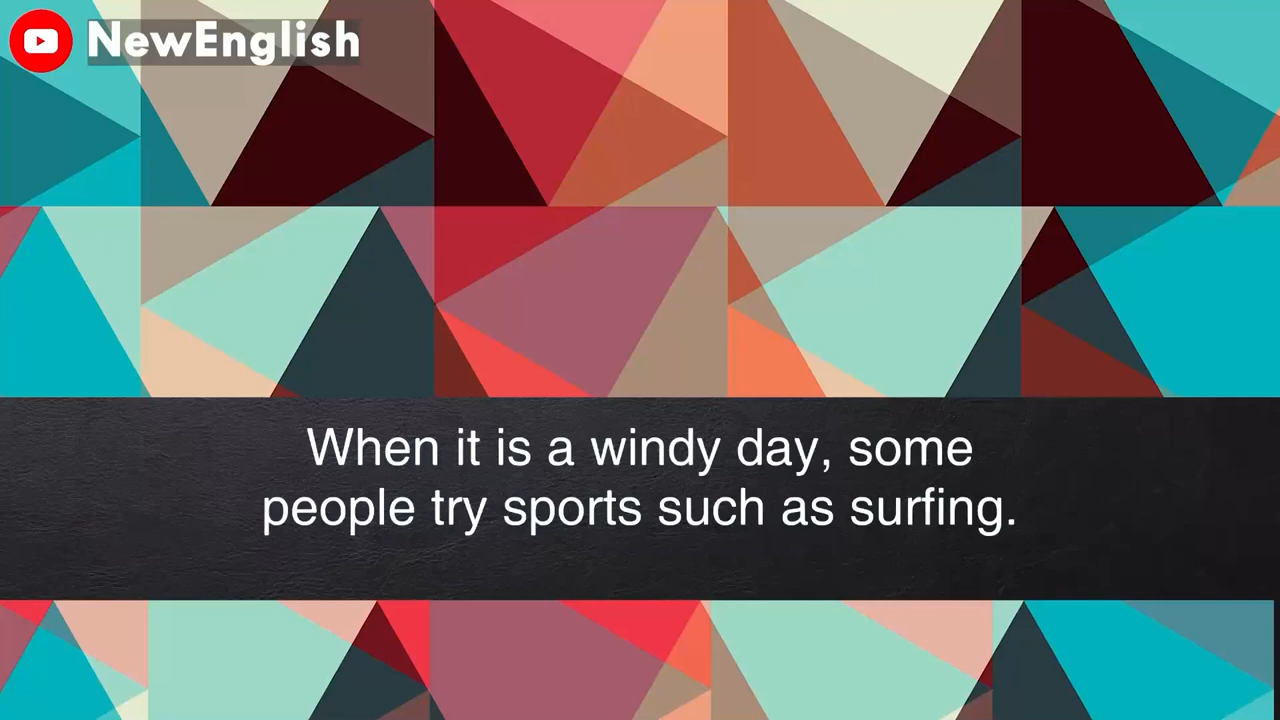 NewEnglish
When it is a windy day, some
people try sports such as surfing.